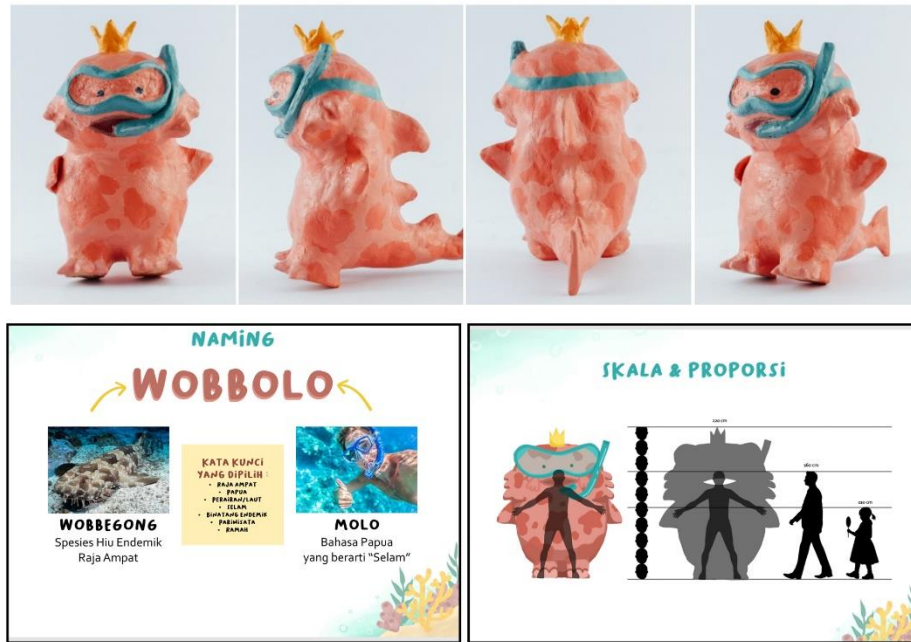 NAMING
WOBBOLO
KATA KUNCI
YANG DIPILIH :
• RAJA AMPAT
• PAPUA
• PERAIRAN/LAUT
• SELAM
• BINATANG ENDEMIK
• PARIWISATA
• RAMAH
WOBBEGONG
Spesies Hiu Endemik
Raja Ampat
MOLO
Bahasa Papua
yang berarti “Selam”
SKALA & PROPORSI